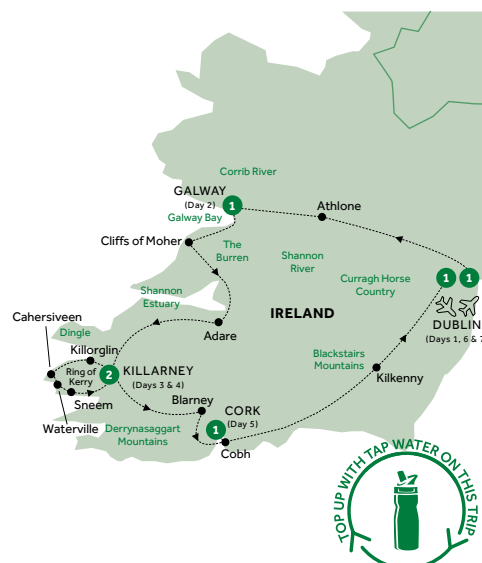 Corrib River
GALWAY
(Day 2)
1
Galway Bay
Athlone
Cliffs of Moher
The
Burren
Shannon
River
Curragh Horse
Country
1
1
DUBLIN
(Days 1, 6 & 7
Shannon
Estuary
IRELAND
Adare
Cahersiveen
Dingle
Killorglin
Ring of
Kerry
2
KILLARNEY
(Days 3 & 4)
Sneem
Waterville
Blackstairs
Mountains
Kilkenny
Blarney
CORK
(Day 5)
1
Derrynasaggart
Mountains
Cobh
TOP UP WITH TAP WATER ON THIS TRIP